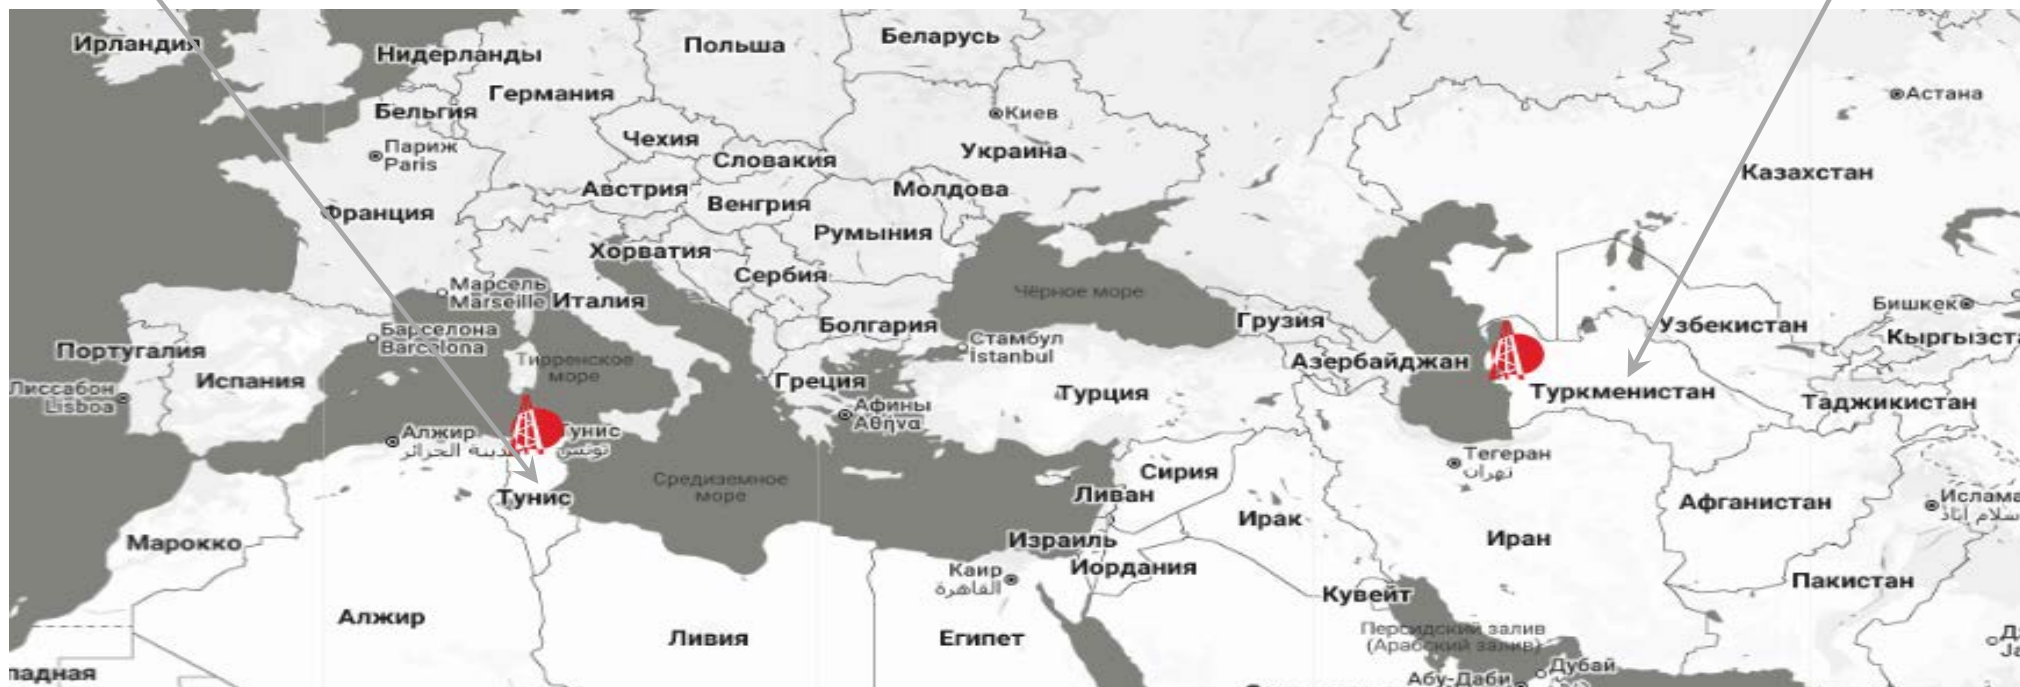 Ирландия
Нидерланды
Польша
Беларусь
Германия
Бельгия
Астана
Киев
Чехия
Париж
Paris
Словакия
Украина
Казахстан
Австрия
Молдова
Венгрия
Франция
Румыния
Хорватия
Сербия
Марсель
Marseille
Италия
Чёрное море
Бишкек
Болгария
Грузия
Узбекистан
Барселона
Barcelona
Стамбул
İstanbul
Кыргызста
Португалия
Тирренское
море
Азербайджан
Испания
Греция
Турция
Туркменистан
Лиссабон
Lisboa
Афины
Αθήνα
Таджикистан
Алжир
Тунис
تونس
Тегеран
تهران
Сирия
Средиземное
море
Тунис
Ливан
Афганистан
Ислама
Ирак
Марокко
Израиль
Иран
Каир
القاهرة
Иордания
Пакистан
Кувейт
Алжир
Ливия
Египет
Персидский залив
(Арабский залив)
Дубай
падная
Абу-Даби